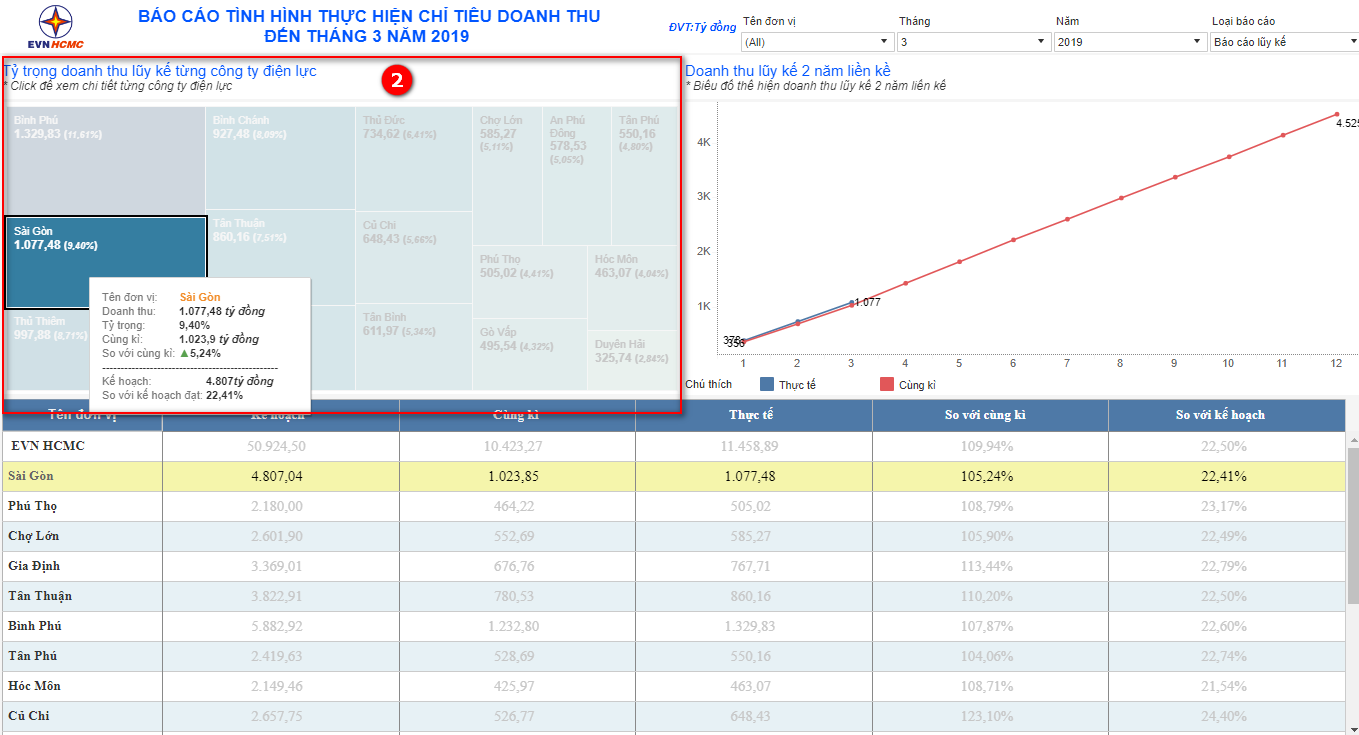 EVNHCMC
BÁO CÁO TÌNH HÌNH THỰC HIỆN CHỈ TIÊU DOANH THU
ĐẾN THÁNG 3 NĂM 2019
ĐVT:Tỷ đồng
Tên đơn vị
(All)
Tháng
3
Năm
2019
Loại báo cáo
Báo cáo lũy kế
Tỷ trọng doanh thu lũy kế từng công ty điện lực
* Click để xem chi tiết từng công ty điện lực
2
Bình Phú
1.329,83 (11,61%)
Sài Gòn
1.077,48 (9,40%)
Thủ Thiêm
997,88 (8,71%)
Bình Chánh
927,48 (8,09%)
Tân Thuận
860,16 (7,51%)
Thủ Đức
734,62 (6,41%)
Củ Chi
648,43 (5,66%)
Tân Bình
611,97 (5,34%)
Chợ Lớn
585,27
(5,11%)
An Phú
Đông
578,53
(5,05%)
Tân Phú
550,16
(4,80%)
Phú Thọ
505,02 (4,41%)
Gò Vấp
495,54 (4,32%)
Hóc Môn
463,07 (4,04%)
Duyên Hải
325,74 (2,84%)
Tên đơn vị: Sài Gòn
Doanh thu: 1.077,48 tỷ đồng
Tỷ trọng: 9,40%
Cùng kì: 1.023,9 tỷ đồng
So với cùng kì: ▲5,24%
------------------------------------------------
Kế hoạch: 4.807tỷ đồng
So với kế hoạch đạt: 22,41%
Doanh thu lũy kế 2 năm liền kề
* Biểu đồ thể hiện doanh thu lũy kế 2 năm liền kề
4K
3K
2K
1K
4.525
1.077
356
1 2 3 4 5 6 7 8 9 10 11 12
Chú thích Thực tế Cùng kì
Tên đơn vị Kế hoạch Cùng kì Thực tế So với cùng kì So với kế hoạch
EVN HCMC 50.924,50 10.423,27 11.458,89 109,94% 22,50%
Sài Gòn 4.807,04 1.023,85 1.077,48 105,24% 22,41%
Phú Thọ 2.180,00 464,22 505,02 108,79% 23,17%
Chợ Lớn 2.601,90 552,69 585,27 105,90% 22,49%
Gia Định 3.369,01 676,76 767,71 113,44% 22,79%
Tân Thuận 3.822,91 780,53 860,16 110,20% 22,50%
Bình Phú 5.882,92 1.232,80 1.329,83 107,87% 22,60%
Tân Phú 2.419,63 528,69 550,16 104,06% 22,74%
Hóc Môn 2.149,46 425,97 463,07 108,71% 21,54%
Củ Chi 2.657,75 526,77 648,43 123,10% 24,40%